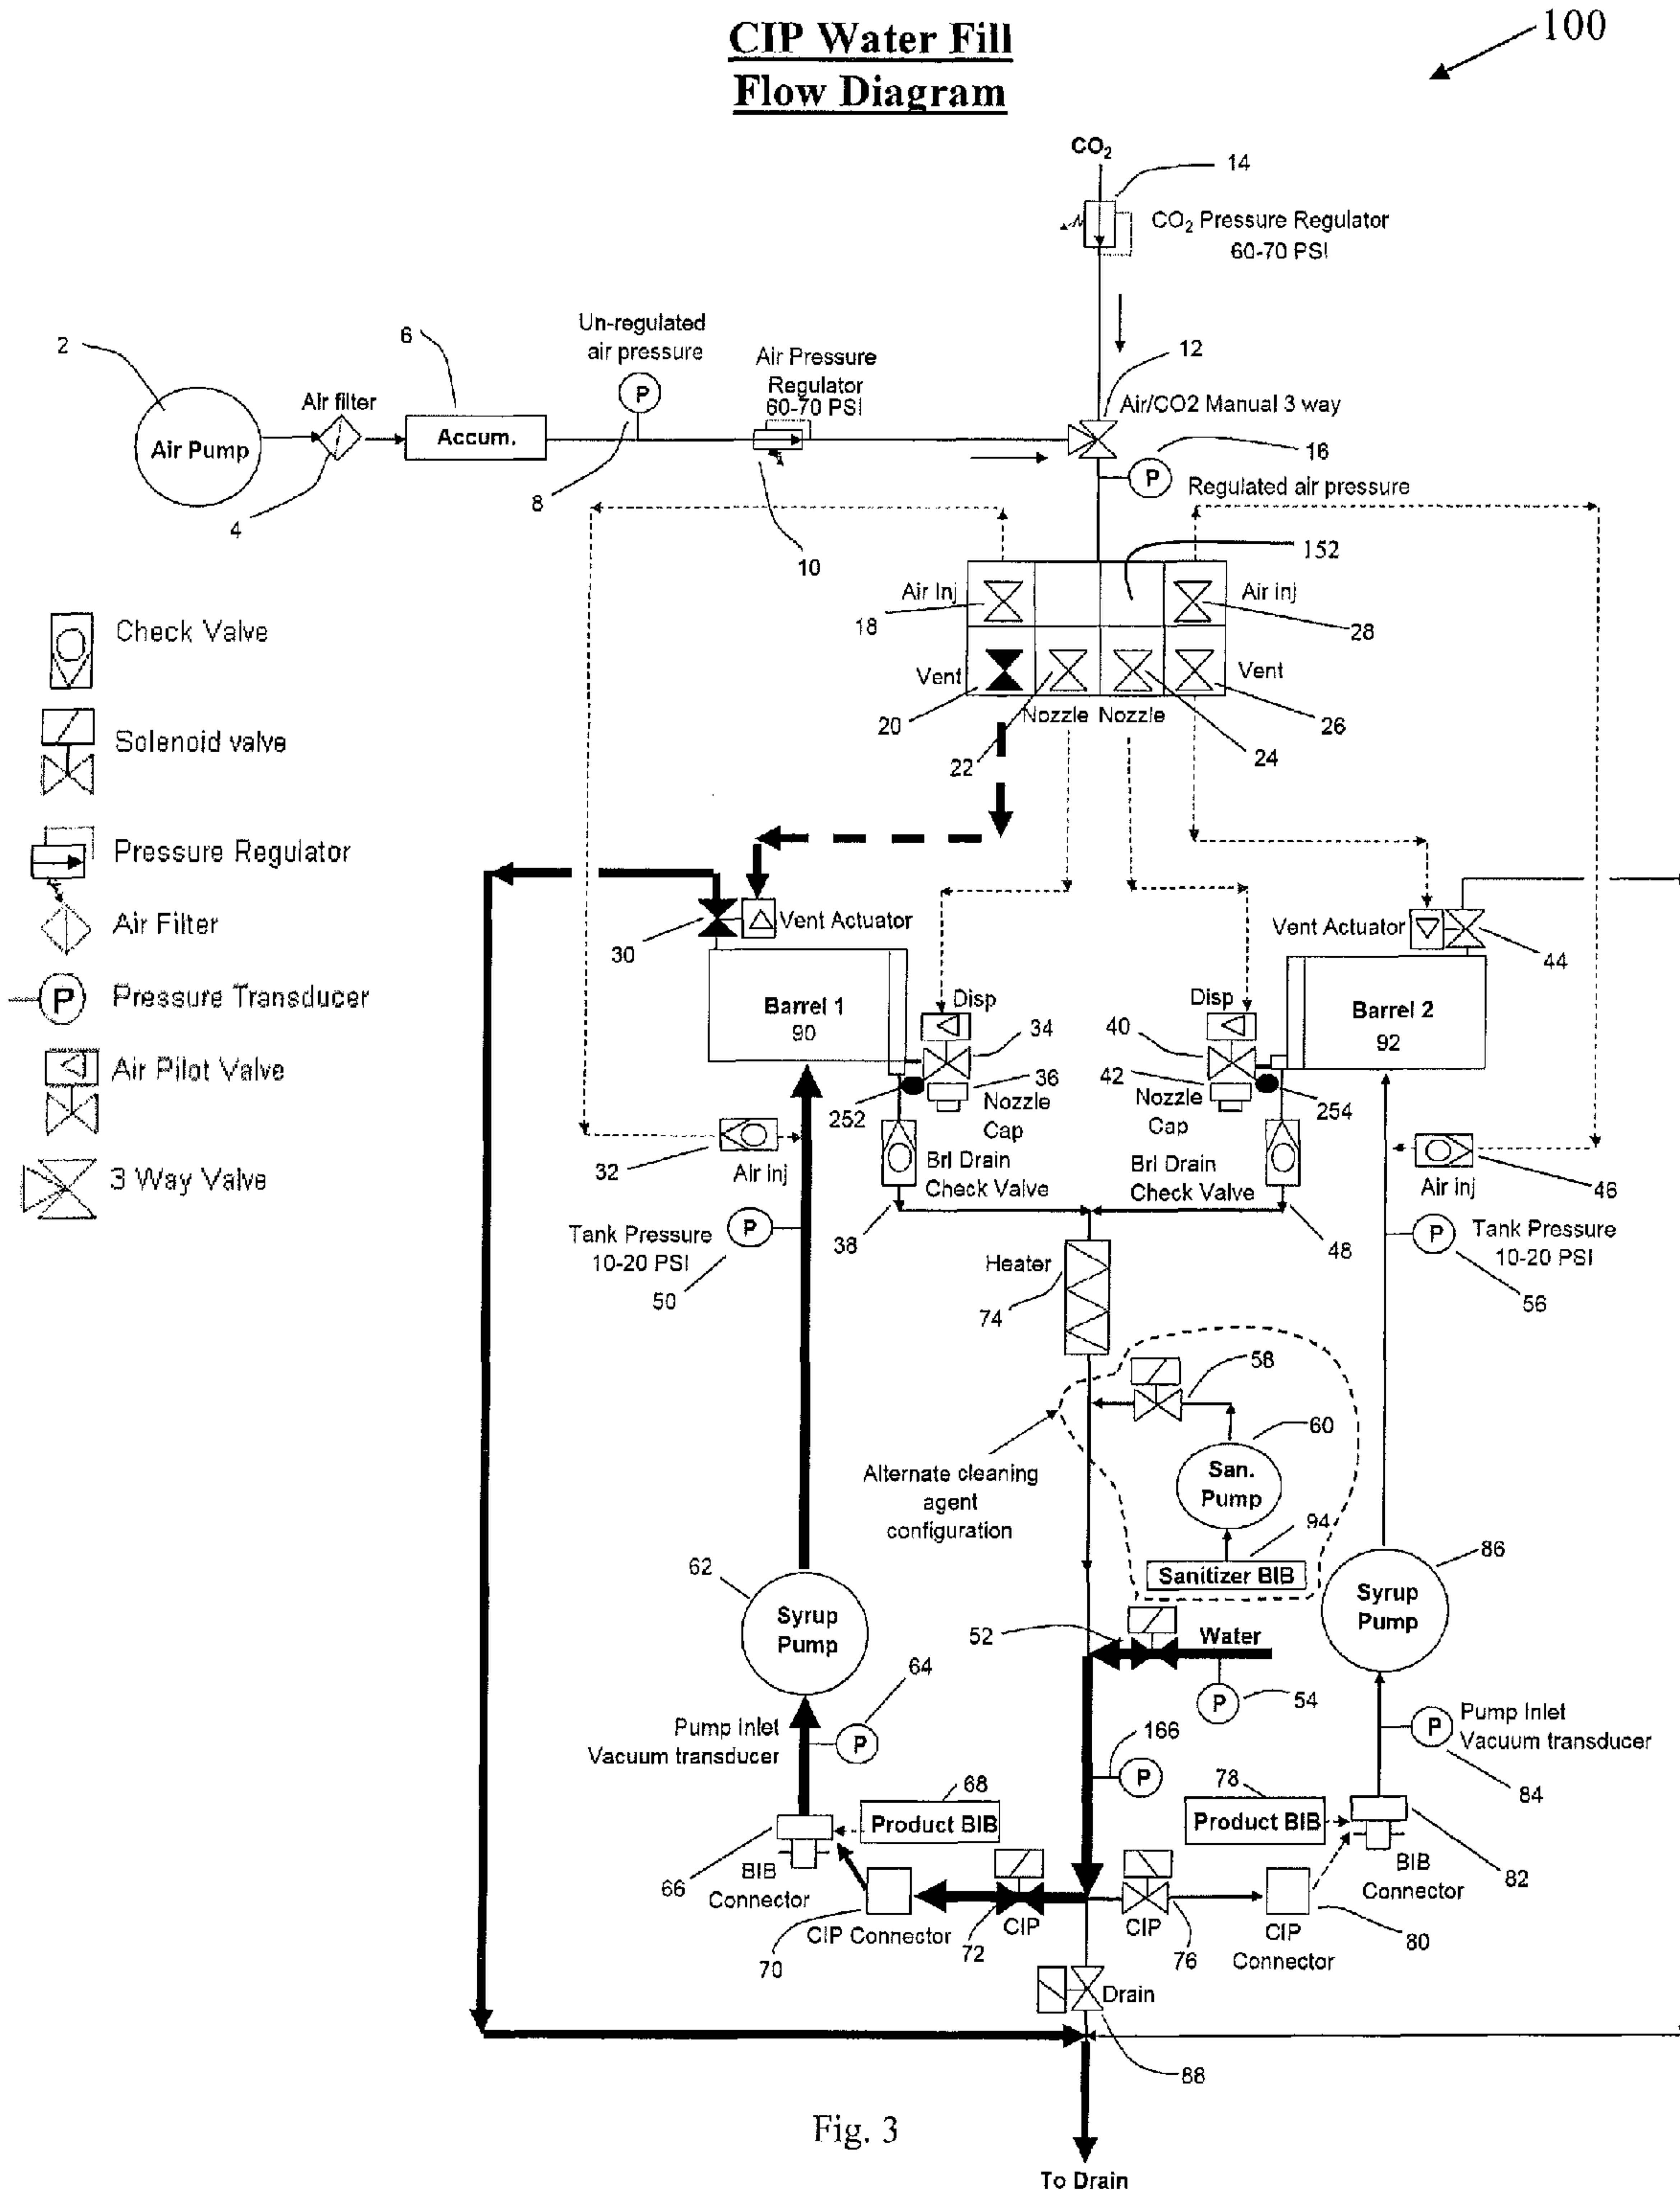 CIP Water Fill
Flow Diagram
100
CO2
14
CO2 Pressure Regulator
60-70 PSI
2
6
Un-regulated
air pressure
Air Pressure
Regulator
60-70 PSI
12
Air/CO2 Manual 3 way
Air filter
Air Pump
Accum.
P
4
8
10
16
P
Regulated air pressure
152
Air Inj
18
Air inj
28
Vent
20
Vent
26
Nozzle
Nozzle
22
24
Check Valve
Solenoid valve
Pressure Regulator
Air Filter
P
Pressure Transducer
Air Pilot Valve
3 Way Valve
30
Vent Actuator
Vent Actuator
44
Barrel 1
90
Disp
34
36
Nozzle
Cap
252
Disp
40
42
Nozzle
Cap
254
Barrel 2
92
32
Air inj
Brl Drain
Check Valve
Brl Drain
Check Valve
Air inj
46
Tank Pressure
10-20 PSI
P
50
38
48
P
Tank Pressure
10-20 PSI
56
Heater
74
58
60
Alternate cleaning
agent
configuration
San.
Pump
94
Sanitizer BIB
62
Syrup
Pump
86
Syrup
Pump
52
Water
P
54
64
Pump Inlet
Vacuum transducer
P
166
P
P
Pump Inlet
Vacuum transducer
84
68
Product BIB
78
Product BIB
66
BIB
Connector
BIB
Connector
82
70
CIP Connector
72
CIP
CIP
76
CIP
Connector
80
Drain
88
Fig. 3
To Drain